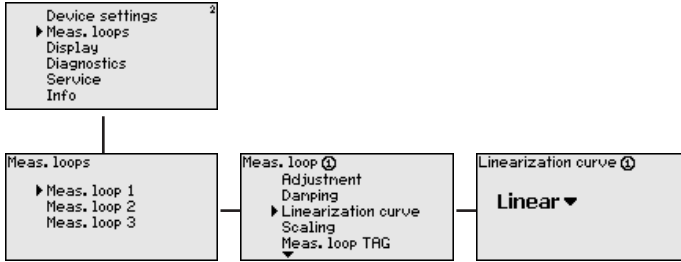 Device settings
2
Meas. loops
Display
Diagnostics
Service
Info
Meas. loops
Meas. loop 1
Meas. loop 2
Meas. loop 3
Meas. loop ①
Adjustment
Damping
Linearization curve
Scaling
Meas. loop TAG
Linearization curve ①
Linear